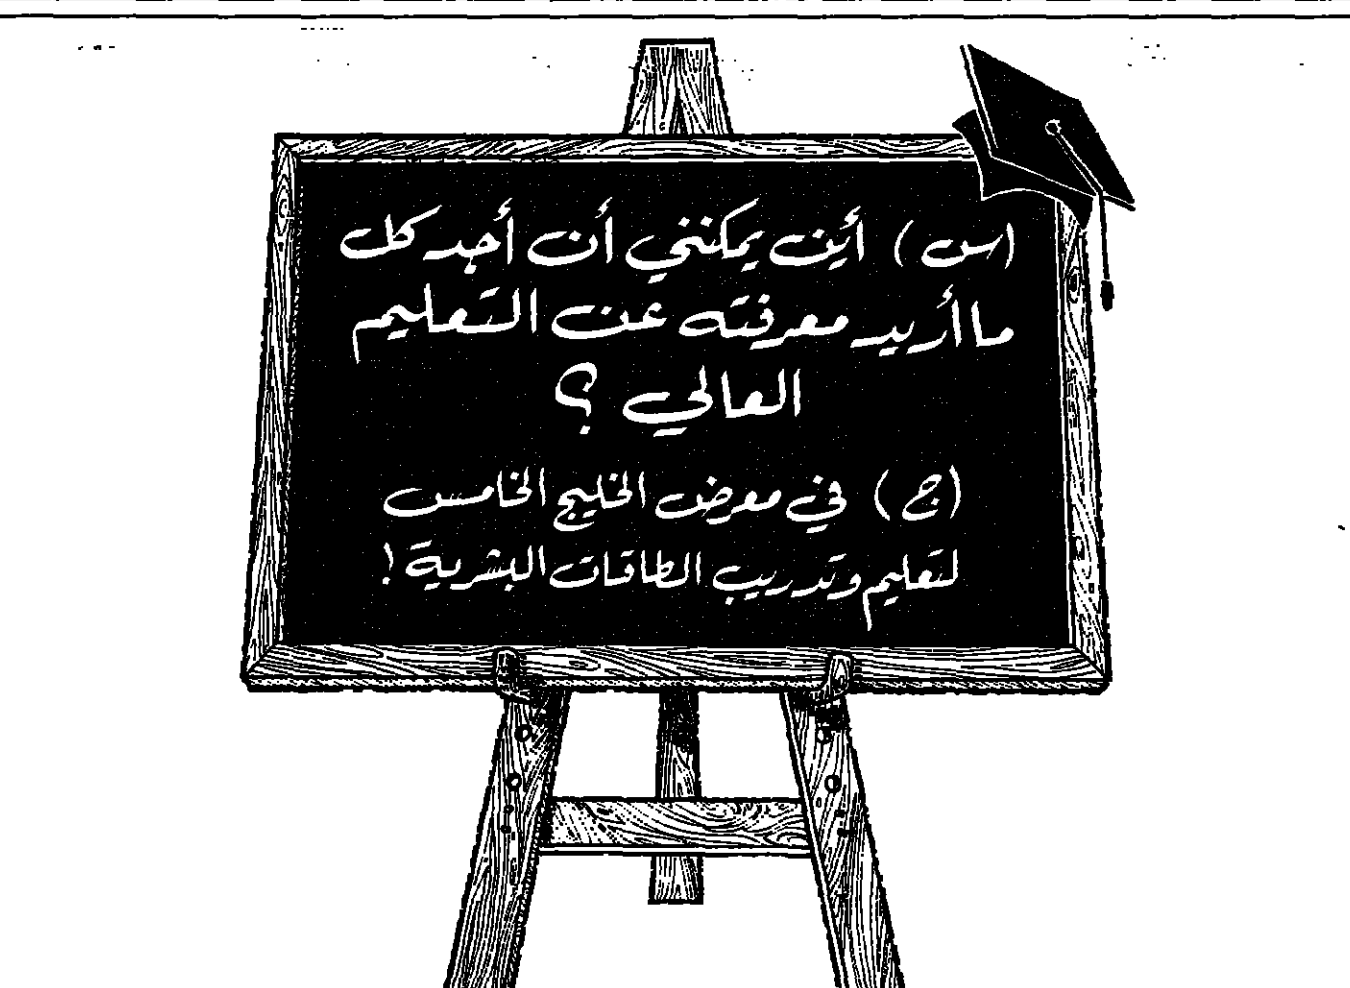 (س) أين يمكنني أن أجد كل
ما أريد معرفته عن التعليم
العالي ؟
(ج) في معرض الخليج الخامس
لتعليم وتدريب الطاقات البشرية !